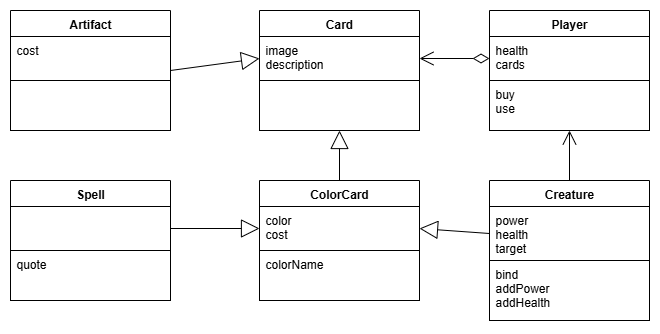 Artifact
cost
Card
image
description
Player
health
cards
buy
use
Spell
quote
ColorCard
color
cost
colorName
Creature
power
health
target
bind
addPower
addHealth